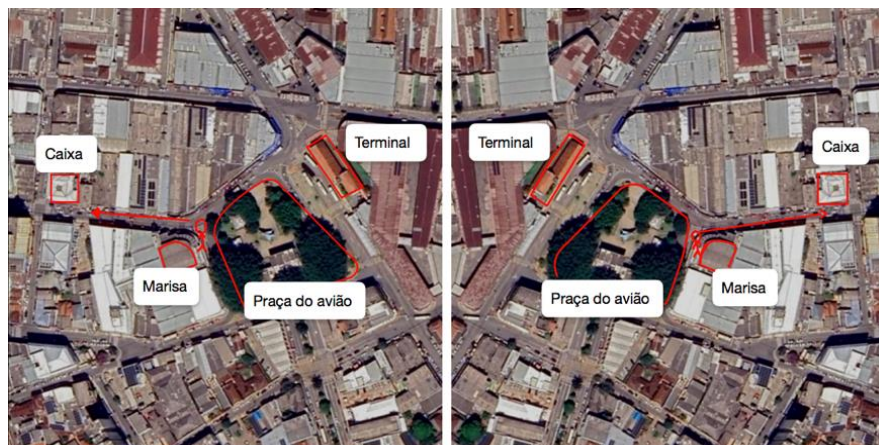 Terminal
Caixa
Marisa
Praça do avião
Terminal
Caixa
Praça do avião
Marisa